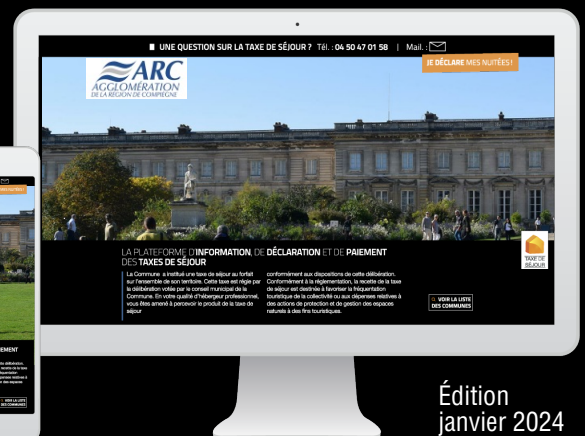 UNE QUESTION SUR LA TAXE DE SÉJOUR ? Tél. : 04 50 47 01 58 | Mail. :
JE DÉCLARE MES NUITÉES !
ARC
AGGLOMÉRATION
DE LA RÉGION DE COMPIÈGNE
LA PLATEFORME D'INFORMATION, DE DÉCLARATION ET DE PAIEMENT
DES TAXES DE SÉJOUR
La Commune a institué une taxe de séjour au forfait
sur l'ensemble de son territoire. Cette taxe est régie par
la délibération votée par le conseil municipal de la
Commune. En votre qualité d'hébergeur professionnel,
vous êtes amené à percevoir le produit de la taxe de
séjour
conformément aux dispositions de cette délibération.
Conformément à la réglementation, la recette de la taxe
de séjour est destinée à favoriser la fréquentation
touristique de la collectivité ou aux dépenses relatives à
des actions de protection et de gestion des espaces
naturels à des fins touristiques.
TAXE DE
SÉJOUR
VOIR LA LISTE
DES COMMUNES
Édition
janvier 2024